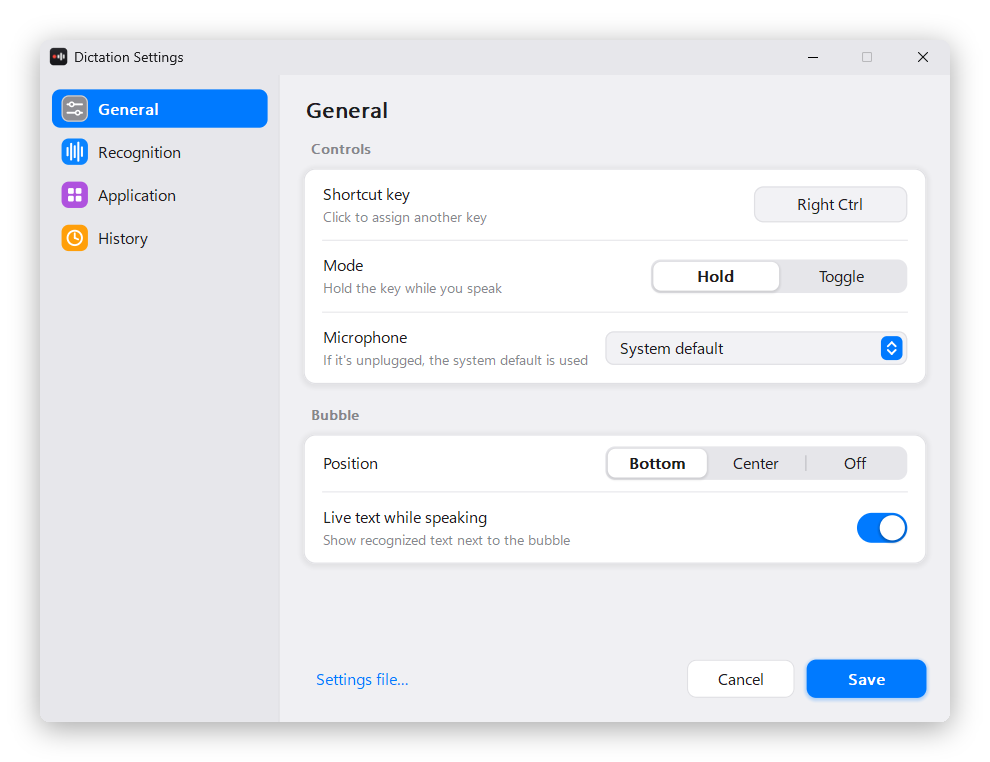 Dictation Settings
General
Recognition
Application
History
General
Controls
Shortcut key
Click to assign another key
Right Ctrl
Mode
Hold the key while you speak
Hold
Toggle
Microphone
If it's unplugged, the system default is used
System default
Bubble
Position
Bottom
Center
Off
Live text while speaking
Show recognized text next to the bubble
Settings file...
Cancel
Save